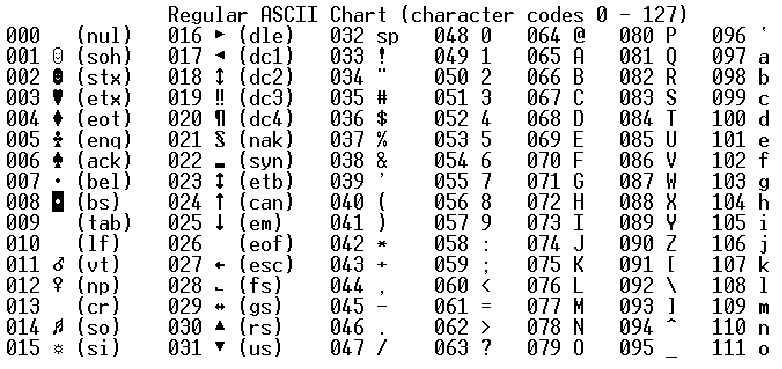 Regular ASCII Chart (character codes 0 - 127)
000 (nul) 016 ► (dle) 032 sp 048 0 064 @ 080 P 096 `
001 ☺ (soh) 017 ◄ (dc1) 033 ! 049 1 065 A 081 Q 097 a
002 ☻ (stx) 018 ↕ (dc2) 034 " 050 2 066 B 082 R 098 b
003 ♥ (etx) 019 ‼ (dc3) 035 # 051 3 067 C 083 S 099 c
004 ♦ (eot) 020 ¶ (dc4) 036 $ 052 4 068 D 084 T 100 d
005 ♣ (enq) 021 § (nak) 037 % 053 5 069 E 085 U 101 e
006 ♠ (ack) 022 ▬ (syn) 038 & 054 6 070 F 086 V 102 f
007 • (bel) 023 ↨ (etb) 039 ' 055 7 071 G 087 W 103 g
008 ◘ (bs) 024 ↑ (can) 040 ( 056 8 072 H 088 X 104 h
009 (tab) 025 ↓ (em) 041 ) 057 9 073 I 089 Y 105 i
010 (lf) 026 (eof) 042 * 058 : 074 J 090 Z 106 j
011 ♂ (vt) 027 ← (esc) 043 + 059 ; 075 K 091 [ 107 k
012 ♀ (np) 028 ∟ (fs) 044 , 060 < 076 L 092 \ 108 l
013 (cr) 029 ↔ (gs) 045 - 061 = 077 M 093 ] 109 m
014 ♫ (so) 030 ▲ (rs) 046 . 062 > 078 N 094 ^ 110 n
015 ☼ (si) 031 ▼ (us) 047 / 063 ? 079 O 095 _ 111 o